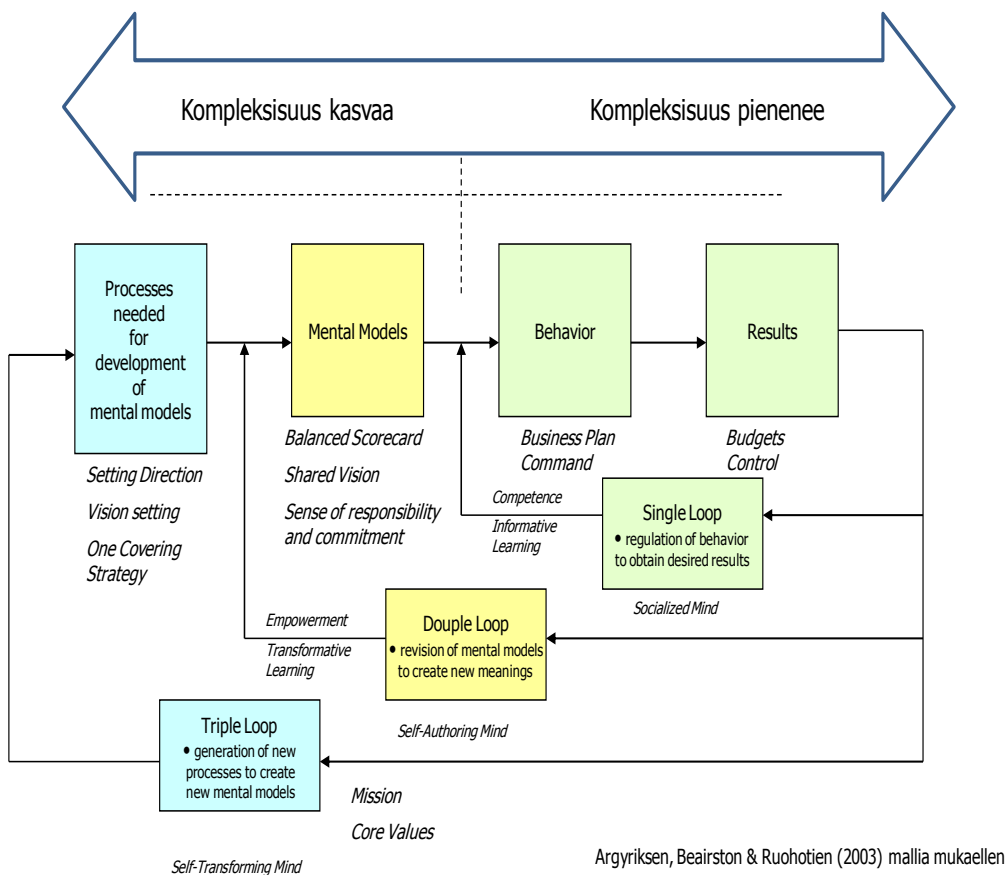 Kompleksisuus kasvaa
Kompleksisuus pienenee
Processes
needed
for
development
of
mental models
Mental Models
Behavior
Results
Setting Direction
Vision setting
One Covering
Strategy
Balanced Scorecard
Shared Vision
Sense of responsibility
and commitment
Business Plan
Command
Budgets
Control
Competence
Informative
Learning
Single Loop
• regulation of behavior
to obtain desired results
Socialized Mind
Empowerment
Transformative
Learning
Douple Loop
• revision of mental models
to create new meanings
Self-Authoring Mind
Triple Loop
• generation of new
processes to create
new mental models
Mission
Core Values
Self-Transforming Mind
Argyriksen, Beairston & Ruohotien (2003) mallia mukaellen